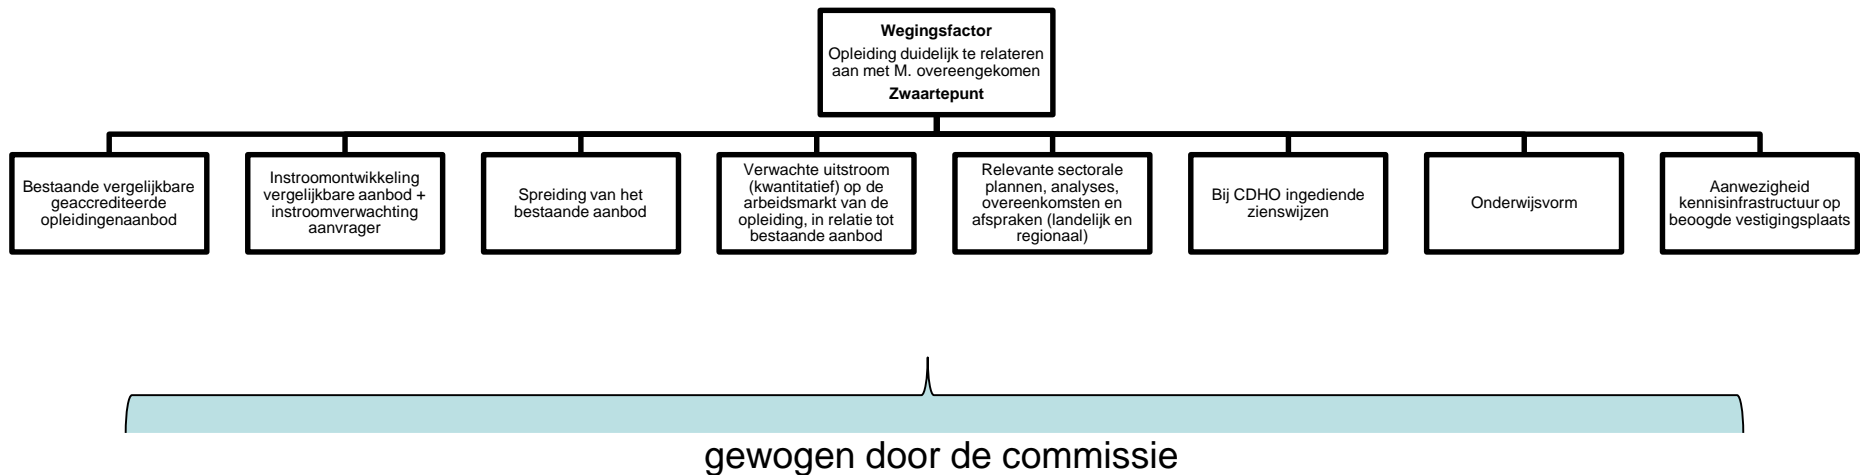 Wegingsfactor
Opleiding duidelijk te relateren
aan met M. overeengekomen
Zwaartepunt
Bestaande vergelijkbare
geaccrediteerde
opleidingenaanbod
Instroomontwikkeling
vergelijkbare aanbod +
instroomverwachting
aanvrager
Spreiding van het
bestaande aanbod
Verwachte uitstroom
(kwantitatief) op de
arbeidsmarkt van de
opleiding, in relatie tot
bestaande aanbod
Relevante sectorale
plannen, analyses,
overeenkomsten en
afspraken (landelijk en
regionaal)
Bij CDHO ingediende
zienswijzen
Onderwijsvorm
Aanwezigheid
kennisinfrastructuur op
beoogde vestigingsplaats
gewogen door de commissie